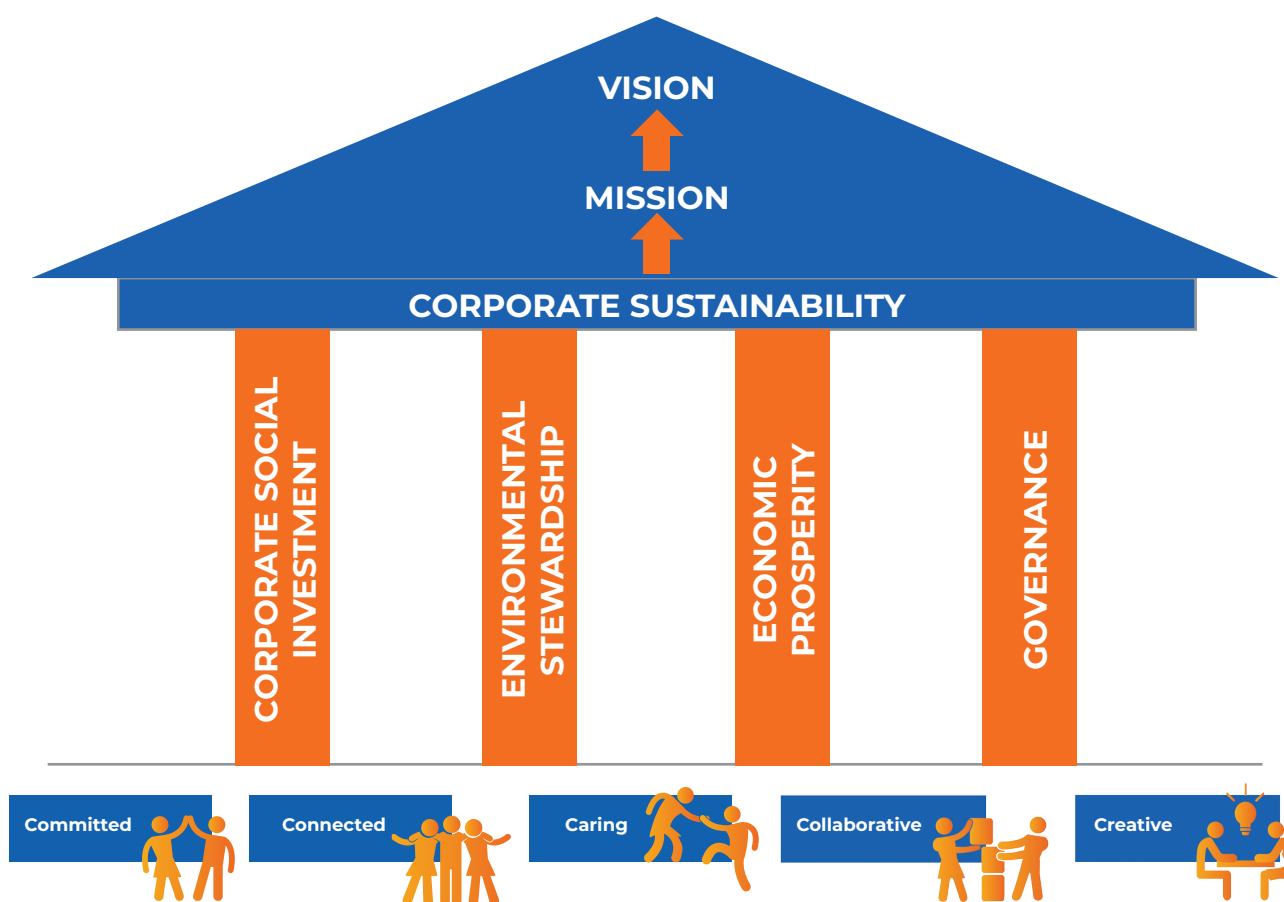 VISION
MISSION
CORPORATE SUSTAINABILITY
CORPORATE SOCIAL
INVESTMENT
ENVIRONMENTAL
STEWARDSHIP
ECONOMIC
PROSPERITY
GOVERNANCE
Committed
Connected
Caring
Collaborative
Creative